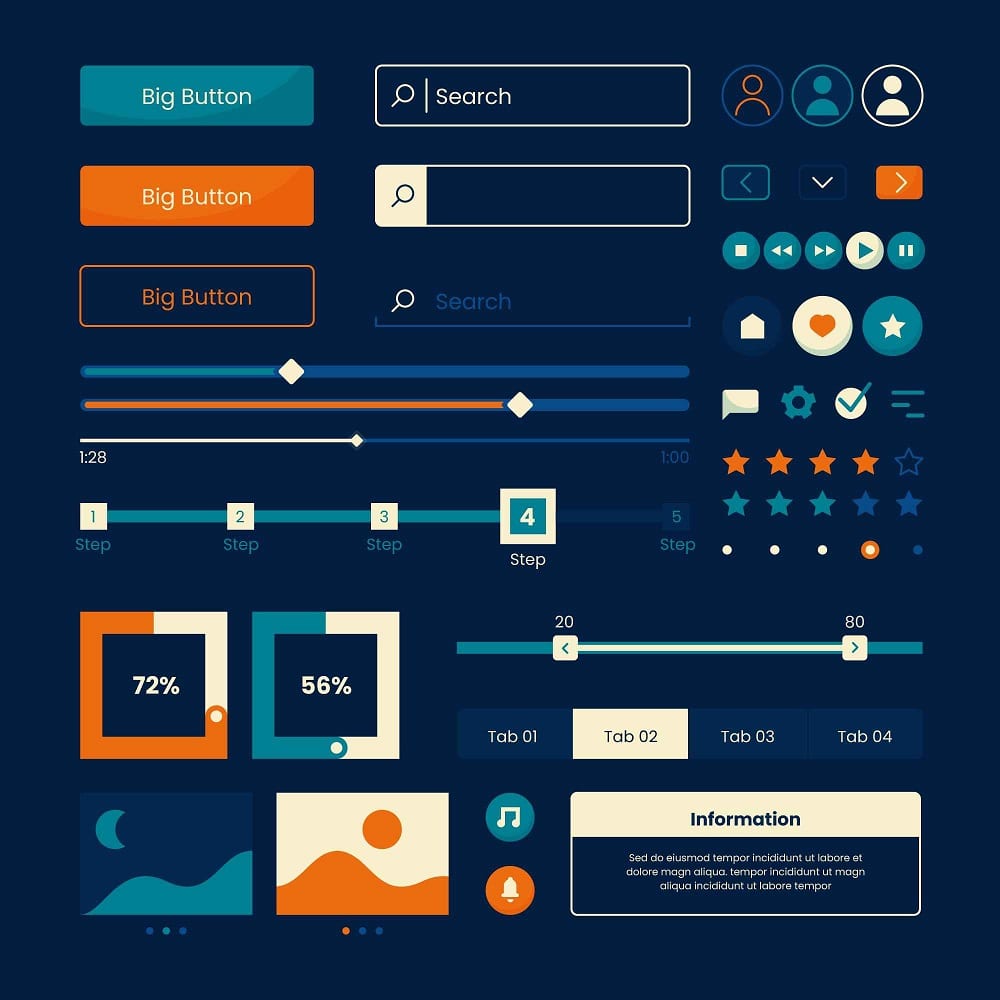 Big Button
Search
Big Button
Big Button
Search
1:28
1:00
1
2
3
4
5
Step
Step
Step
Step
Step
20
80
72%
56%
Tab 01
Tab 02
Tab 03
Tab 04
Information
Sed do eiusmod tempor incididunt ut labore et
dolore magn aliqua. tempor incididunt ut magn
aliqua incididunt ut labore tempor